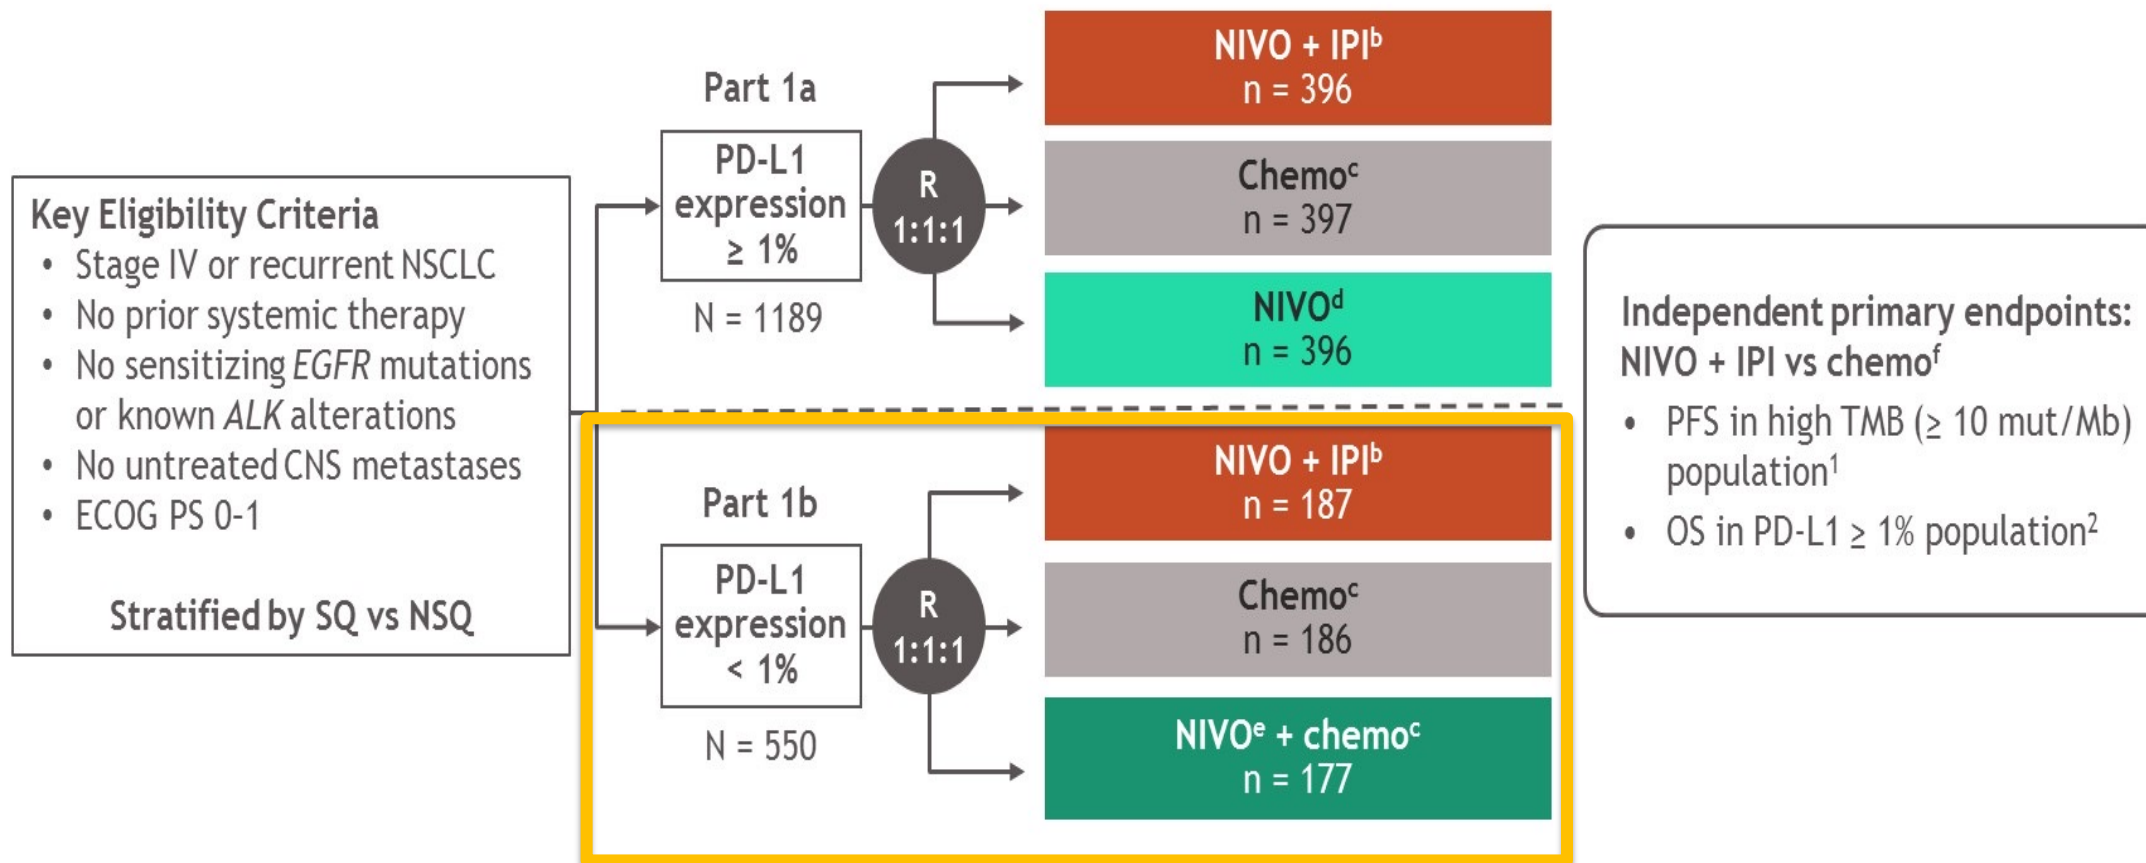 Key Eligibility Criteria
• Stage IV or recurrent NSCLC
• No prior systemic therapy
• No sensitizing EGFR mutations
or known ALK alterations
• No untreated CNS metastases
• ECOG PS 0-1
Stratified by SQ vs NSQ
Part 1a
PD-L1
expression
≥ 1%
N = 1189
R
1:1:1
NIVO + IPIᵇ
n = 396
Chemoᶜ
n = 397
NIVOᵈ
n = 396
Part 1b
PD-L1
expression
< 1%
N = 550
R
1:1:1
NIVO + IPIᵇ
n = 187
Chemoᶜ
n = 186
NIVOᵉ + chemoᶜ
n = 177
Independent primary endpoints:
NIVO + IPI vs chemoᶠ
• PFS in high TMB (≥ 10 mut/Mb)
population¹
• OS in PD-L1 ≥ 1% population²